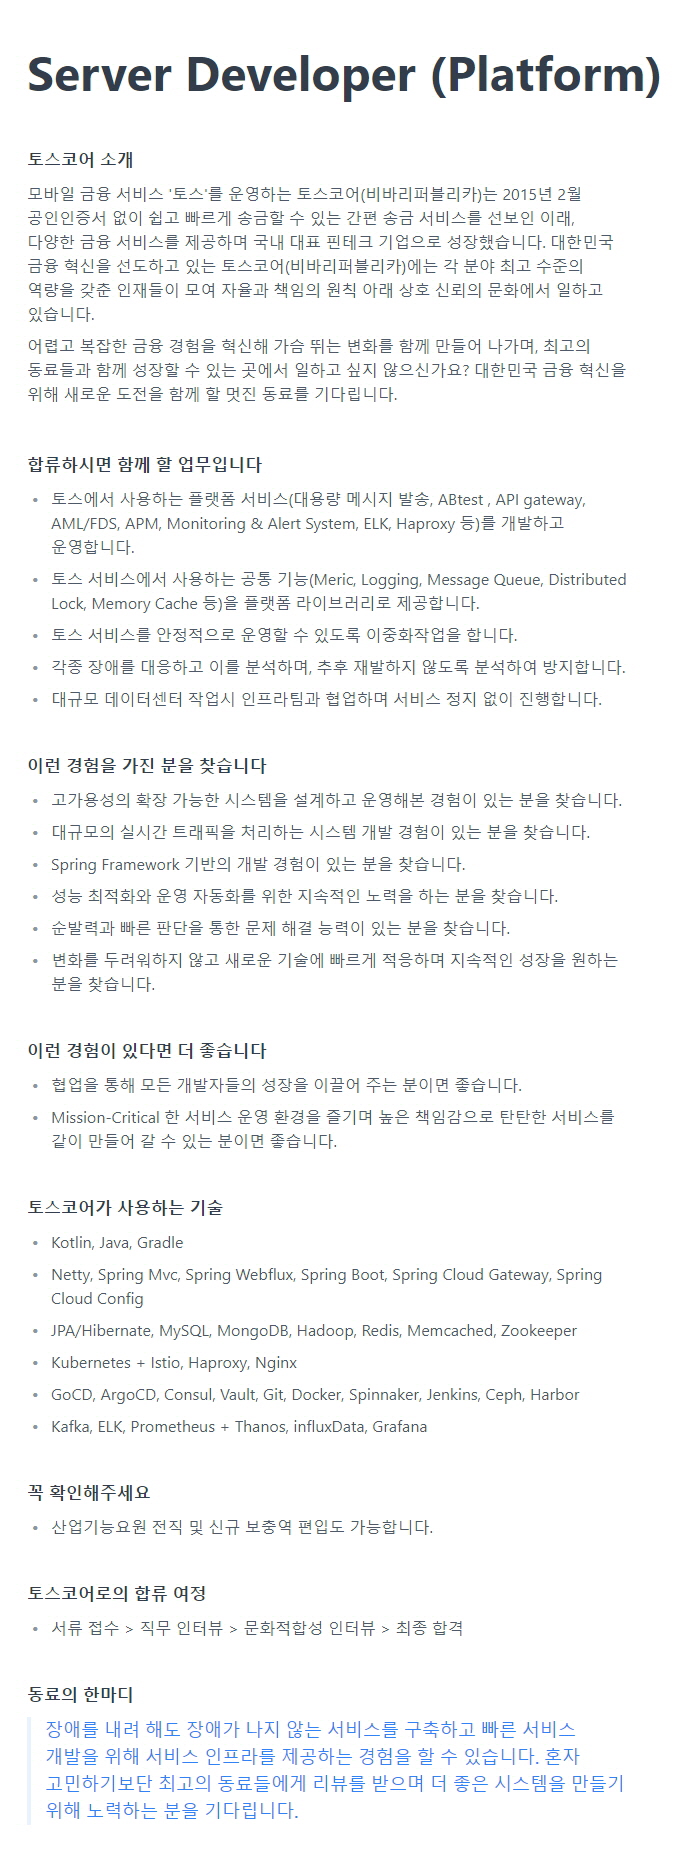 Server Developer (Platform)
토스코어 소개
모바일 금융 서비스 '토스'를 운영하는 토스코어(비바리퍼블리카)는 2015년 2월
공인인증서 없이 쉽고 빠르게 송금할 수 있는 간편 송금 서비스를 선보인 이래,
다양한 금융 서비스를 제공하며 국내 대표 핀테크 기업으로 성장했습니다. 대한민국
금융 혁신을 선도하고 있는 토스코어(비바리퍼블리카)에는 각 분야 최고 수준의
역량을 갖춘 인재들이 모여 자율과 책임의 원칙 아래 상호 신뢰의 문화에서 일하고
있습니다.
어렵고 복잡한 금융 경험을 혁신해 가슴 뛰는 변화를 함께 만들어 나가며, 최고의
동료들과 함께 성장할 수 있는 곳에서 일하고 싶지 않으신가요? 대한민국 금융 혁신을
위해 새로운 도전을 함께 할 멋진 동료를 기다립니다.
합류하시면 함께 할 업무입니다
• 토스에서 사용하는 플랫폼 서비스(대용량 메시지 발송, ABtest , API gateway,
AML/FDS, APM, Monitoring & Alert System, ELK, Haproxy 등)를 개발하고
운영합니다.
• 토스 서비스에서 사용하는 공통 기능(Meric, Logging, Message Queue, Distributed
Lock, Memory Cache 등)을 플랫폼 라이브러리로 제공합니다.
• 토스 서비스를 안정적으로 운영할 수 있도록 이중화작업을 합니다.
• 각종 장애를 대응하고 이를 분석하며, 추후 재발하지 않도록 분석하여 방지합니다.
• 대규모 데이터센터 작업시 인프라팀과 협업하며 서비스 정지 없이 진행합니다.
이런 경험을 가진 분을 찾습니다
• 고가용성의 확장 가능한 시스템을 설계하고 운영해본 경험이 있는 분을 찾습니다.
• 대규모의 실시간 트래픽을 처리하는 시스템 개발 경험이 있는 분을 찾습니다.
• Spring Framework 기반의 개발 경험이 있는 분을 찾습니다.
• 성능 최적화와 운영 자동화를 위한 지속적인 노력을 하는 분을 찾습니다.
• 순발력과 빠른 판단을 통한 문제 해결 능력이 있는 분을 찾습니다.
• 변화를 두려워하지 않고 새로운 기술에 빠르게 적응하며 지속적인 성장을 원하는
분을 찾습니다.
이런 경험이 있다면 더 좋습니다
• 협업을 통해 모든 개발자들의 성장을 이끌어 주는 분이면 좋습니다.
• Mission-Critical 한 서비스 운영 환경을 즐기며 높은 책임감으로 탄탄한 서비스를
같이 만들어 갈 수 있는 분이면 좋습니다.
토스코어가 사용하는 기술
• Kotlin, Java, Gradle
• Netty, Spring Mvc, Spring Webflux, Spring Boot, Spring Cloud Gateway, Spring
Cloud Config
• JPA/Hibernate, MySQL, MongoDB, Hadoop, Redis, Memcached, Zookeeper
• Kubernetes + Istio, Haproxy, Nginx
• GoCD, ArgoCD, Consul, Vault, Git, Docker, Spinnaker, Jenkins, Ceph, Harbor
• Kafka, ELK, Prometheus + Thanos, influxData, Grafana
꼭 확인해주세요
• 산업기능요원 전직 및 신규 보충역 편입도 가능합니다.
토스코어로의 합류 여정
• 서류 접수 > 직무 인터뷰 > 문화적합성 인터뷰 > 최종 합격
동료의 한마디
장애를 내려 해도 장애가 나지 않는 서비스를 구축하고 빠른 서비스
개발을 위해 서비스 인프라를 제공하는 경험을 할 수 있습니다. 혼자
고민하기보단 최고의 동료들에게 리뷰를 받으며 더 좋은 시스템을 만들기
위해 노력하는 분을 기다립니다.